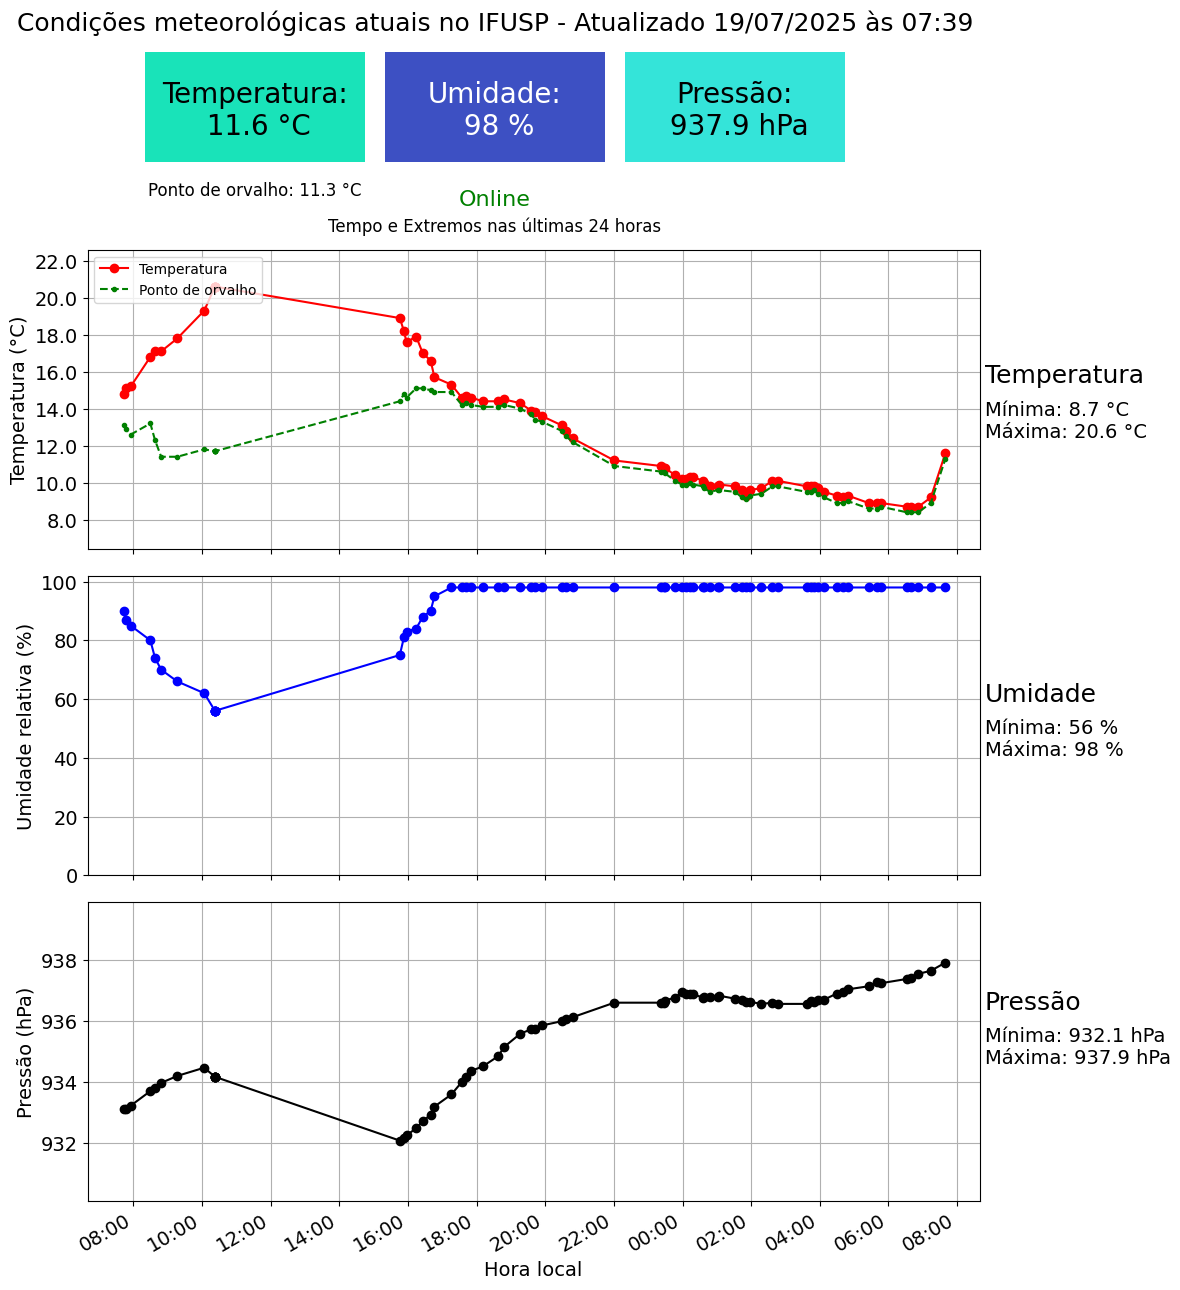 Condições meteorológicas atuais no IFUSP - Atualizado 19/07/2025 às 07:39
Temperatura:
11.6 °C
Umidade:
98 %
Pressão:
937.9 hPa
Ponto de orvalho: 11.3 °C
Online
Tempo e Extremos nas últimas 24 horas
Temperatura (°C)
22.0
20.0
18.0
16.0
14.0
12.0
10.0
8.0
Temperatura
Ponto de orvalho
Temperatura
Mínima: 8.7 °C
Máxima: 20.6 °C
Umidade relativa (%)
100
80
60
40
20
0
Umidade
Mínima: 56 %
Máxima: 98 %
Pressão (hPa)
938
936
934
932
Pressão
Mínima: 932.1 hPa
Máxima: 937.9 hPa
08:00 10:00 12:00 14:00 16:00 18:00 20:00 22:00 00:00 02:00 04:00 06:00 08:00
Hora local